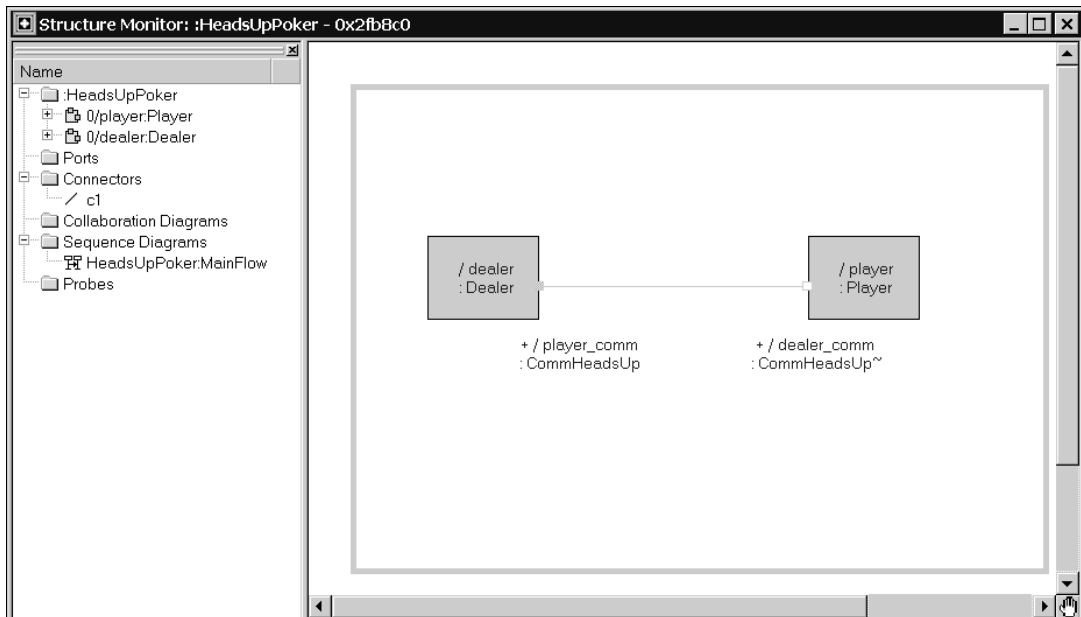 Structure Monitor: :HeadsUpPoker - 0x2fb8c0
Name
:HeadsUpPoker
0/player:Player
0/dealer:Dealer
Ports
Connectors
c1
Collaboration Diagrams
Sequence Diagrams
HeadsUpPoker:MainFlow
Probes
/ dealer
: Dealer
/ player
: Player
+ / player_comm
: CommHeadsUp
+ / dealer_comm
: CommHeadsUp~